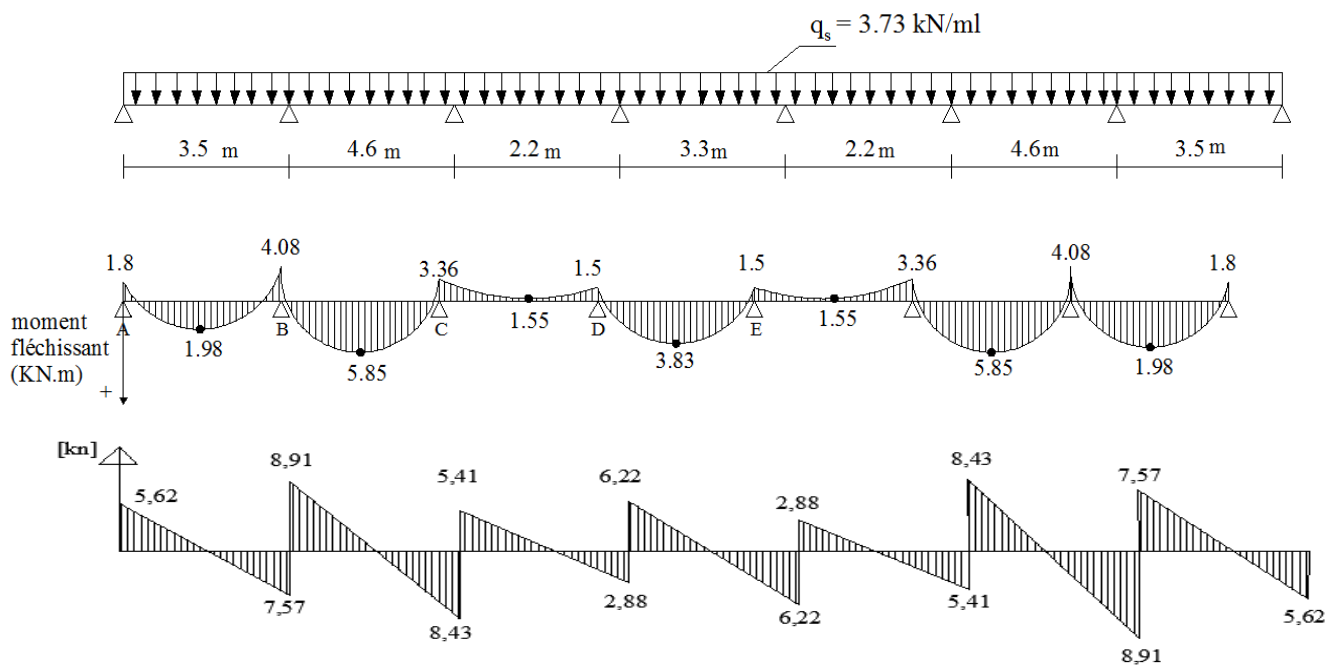 qs = 3.73 kN/ml
3.5 m
4.6 m
2.2 m
3.3 m
2.2 m
4.6 m
3.5 m
1.8
4.08
3.36
1.5
1.5
3.36
4.08
1.8
A
B
C
D
E
moment
fléchissant
(KN.m)
+
1.98
5.85
1.55
3.83
1.55
5.85
1.98
[kn]
5,62
8,91
5,41
6,22
2,88
8,43
7,57
7,57
8,43
2,88
6,22
5,41
8,91
5,62